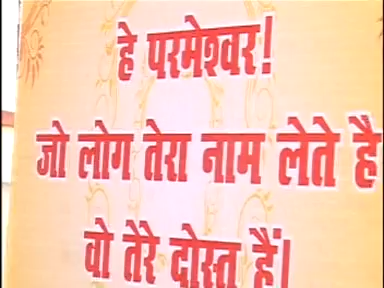 हे परमेश्वर!
जो लोग तेरा नाम लेते है
वो तेरे दोस्त हैं।